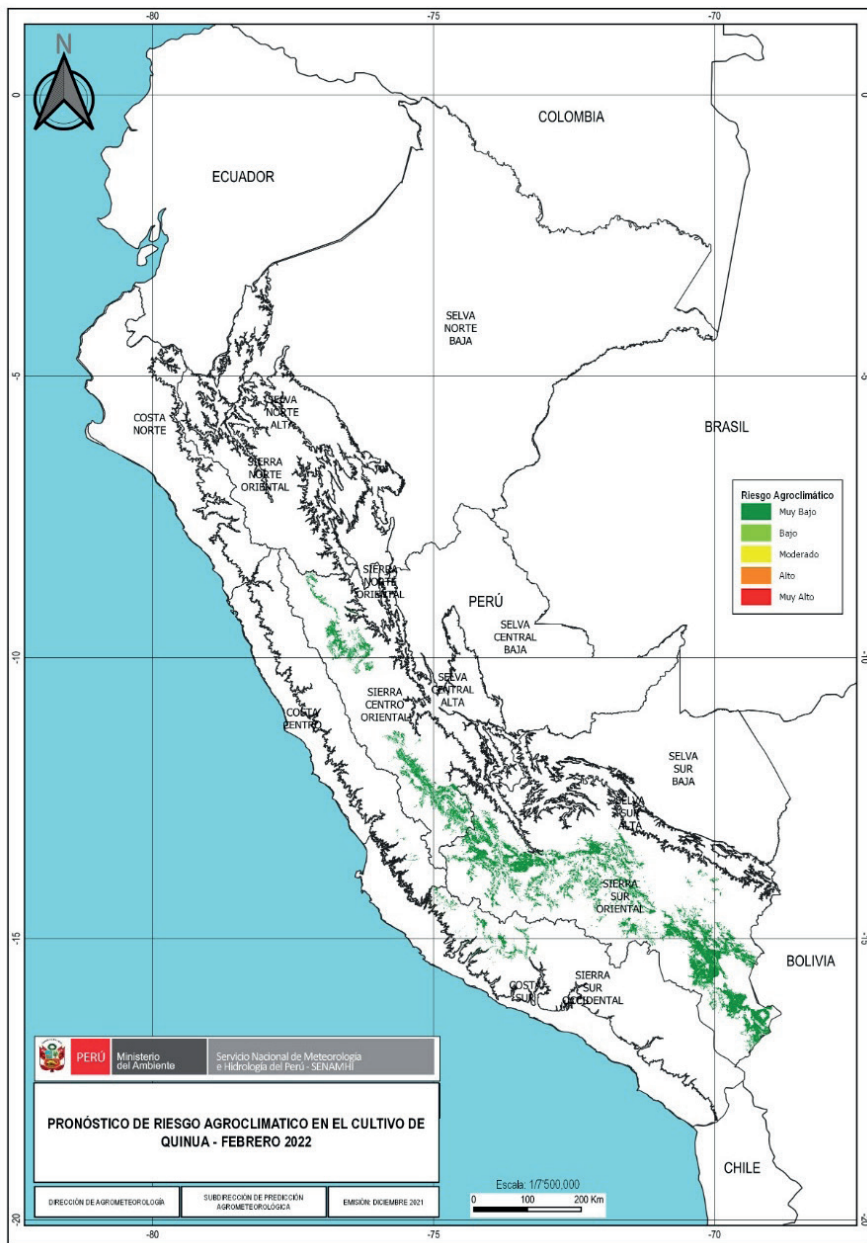 -80
-75
-70
N
0
COLOMBIA
ECUADOR
SELVA
NORTE
BAJA
-5
COSTA
NORTE
SELVA
NORTE
ALTA
BRASIL
SIERRA
NORTE
ORIENTAL
Riesgo Agroclimático
Muy Bajo
Bajo
Moderado
Alto
Muy Alto
SIERRA
NORTE
ORIENTAL
PERÚ
SELVA
CENTRAL
BAJA
-10
SELVA
CENTRAL
ALTA
SIERRA
CENTRO
ORIENTAL
COSTA
CENTRO
SELVA
SUR
BAJA
SELVA
SUR
ALTA
SIERRA
SUR
ORIENTAL
-15
BOLIVIA
COSTA
SUR
SIERRA
SUR
OCCIDENTAL
PERÚ
Ministerio
del Ambiente
Servicio Nacional de Meteorología
e Hidrología del Perú - SENAMHI
PRONÓSTICO DE RIESGO AGROCLIMATICO EN EL CULTIVO DE
QUINUA - FEBRERO 2022
DIRECCIÓN DE AGROMETEOROLOGÍA
SUBDIRECCIÓN DE PREDICCIÓN
AGROMETEOROLÓGICA
EMISIÓN: DICIEMBRE 2021
Escala: 1/7'500,000
0 100 200 Km
CHILE
-20
-80
-75
-70